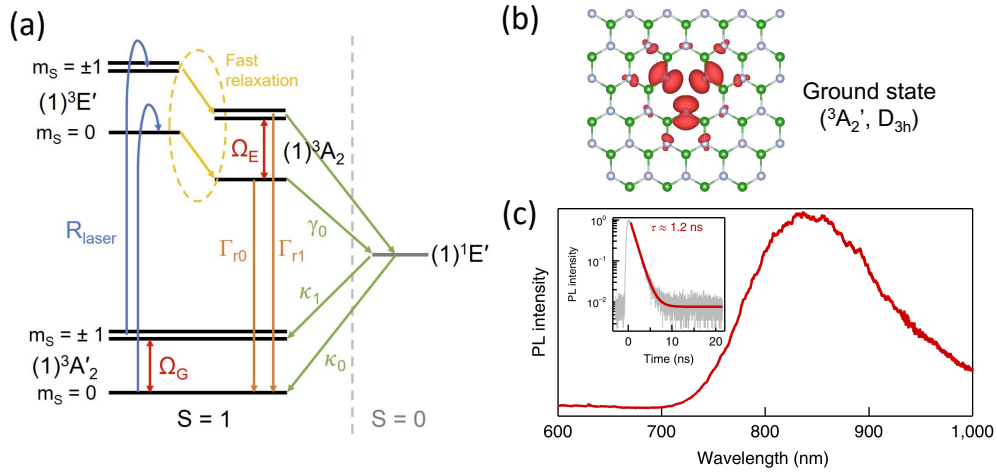 (a)
m_S = ±1
(1)³E′
m_S = 0
Fast
relaxation
Ω_E
(1)³A₂
R_laser
Γ_r0
Γ_r1
γ₀
(1)¹E′
κ₁
κ₀
m_S = ± 1
(1)³A′₂
m_S = 0
Ω_G
S = 1
S = 0
(b)
Ground state
(³A₂′, D₃ₕ)
(c)
PL intensity
10⁰
10⁻¹
10⁻²
τ ≈ 1.2 ns
PL intensity
0
10
20
Time (ns)
600
700
800
900
1,000
Wavelength (nm)